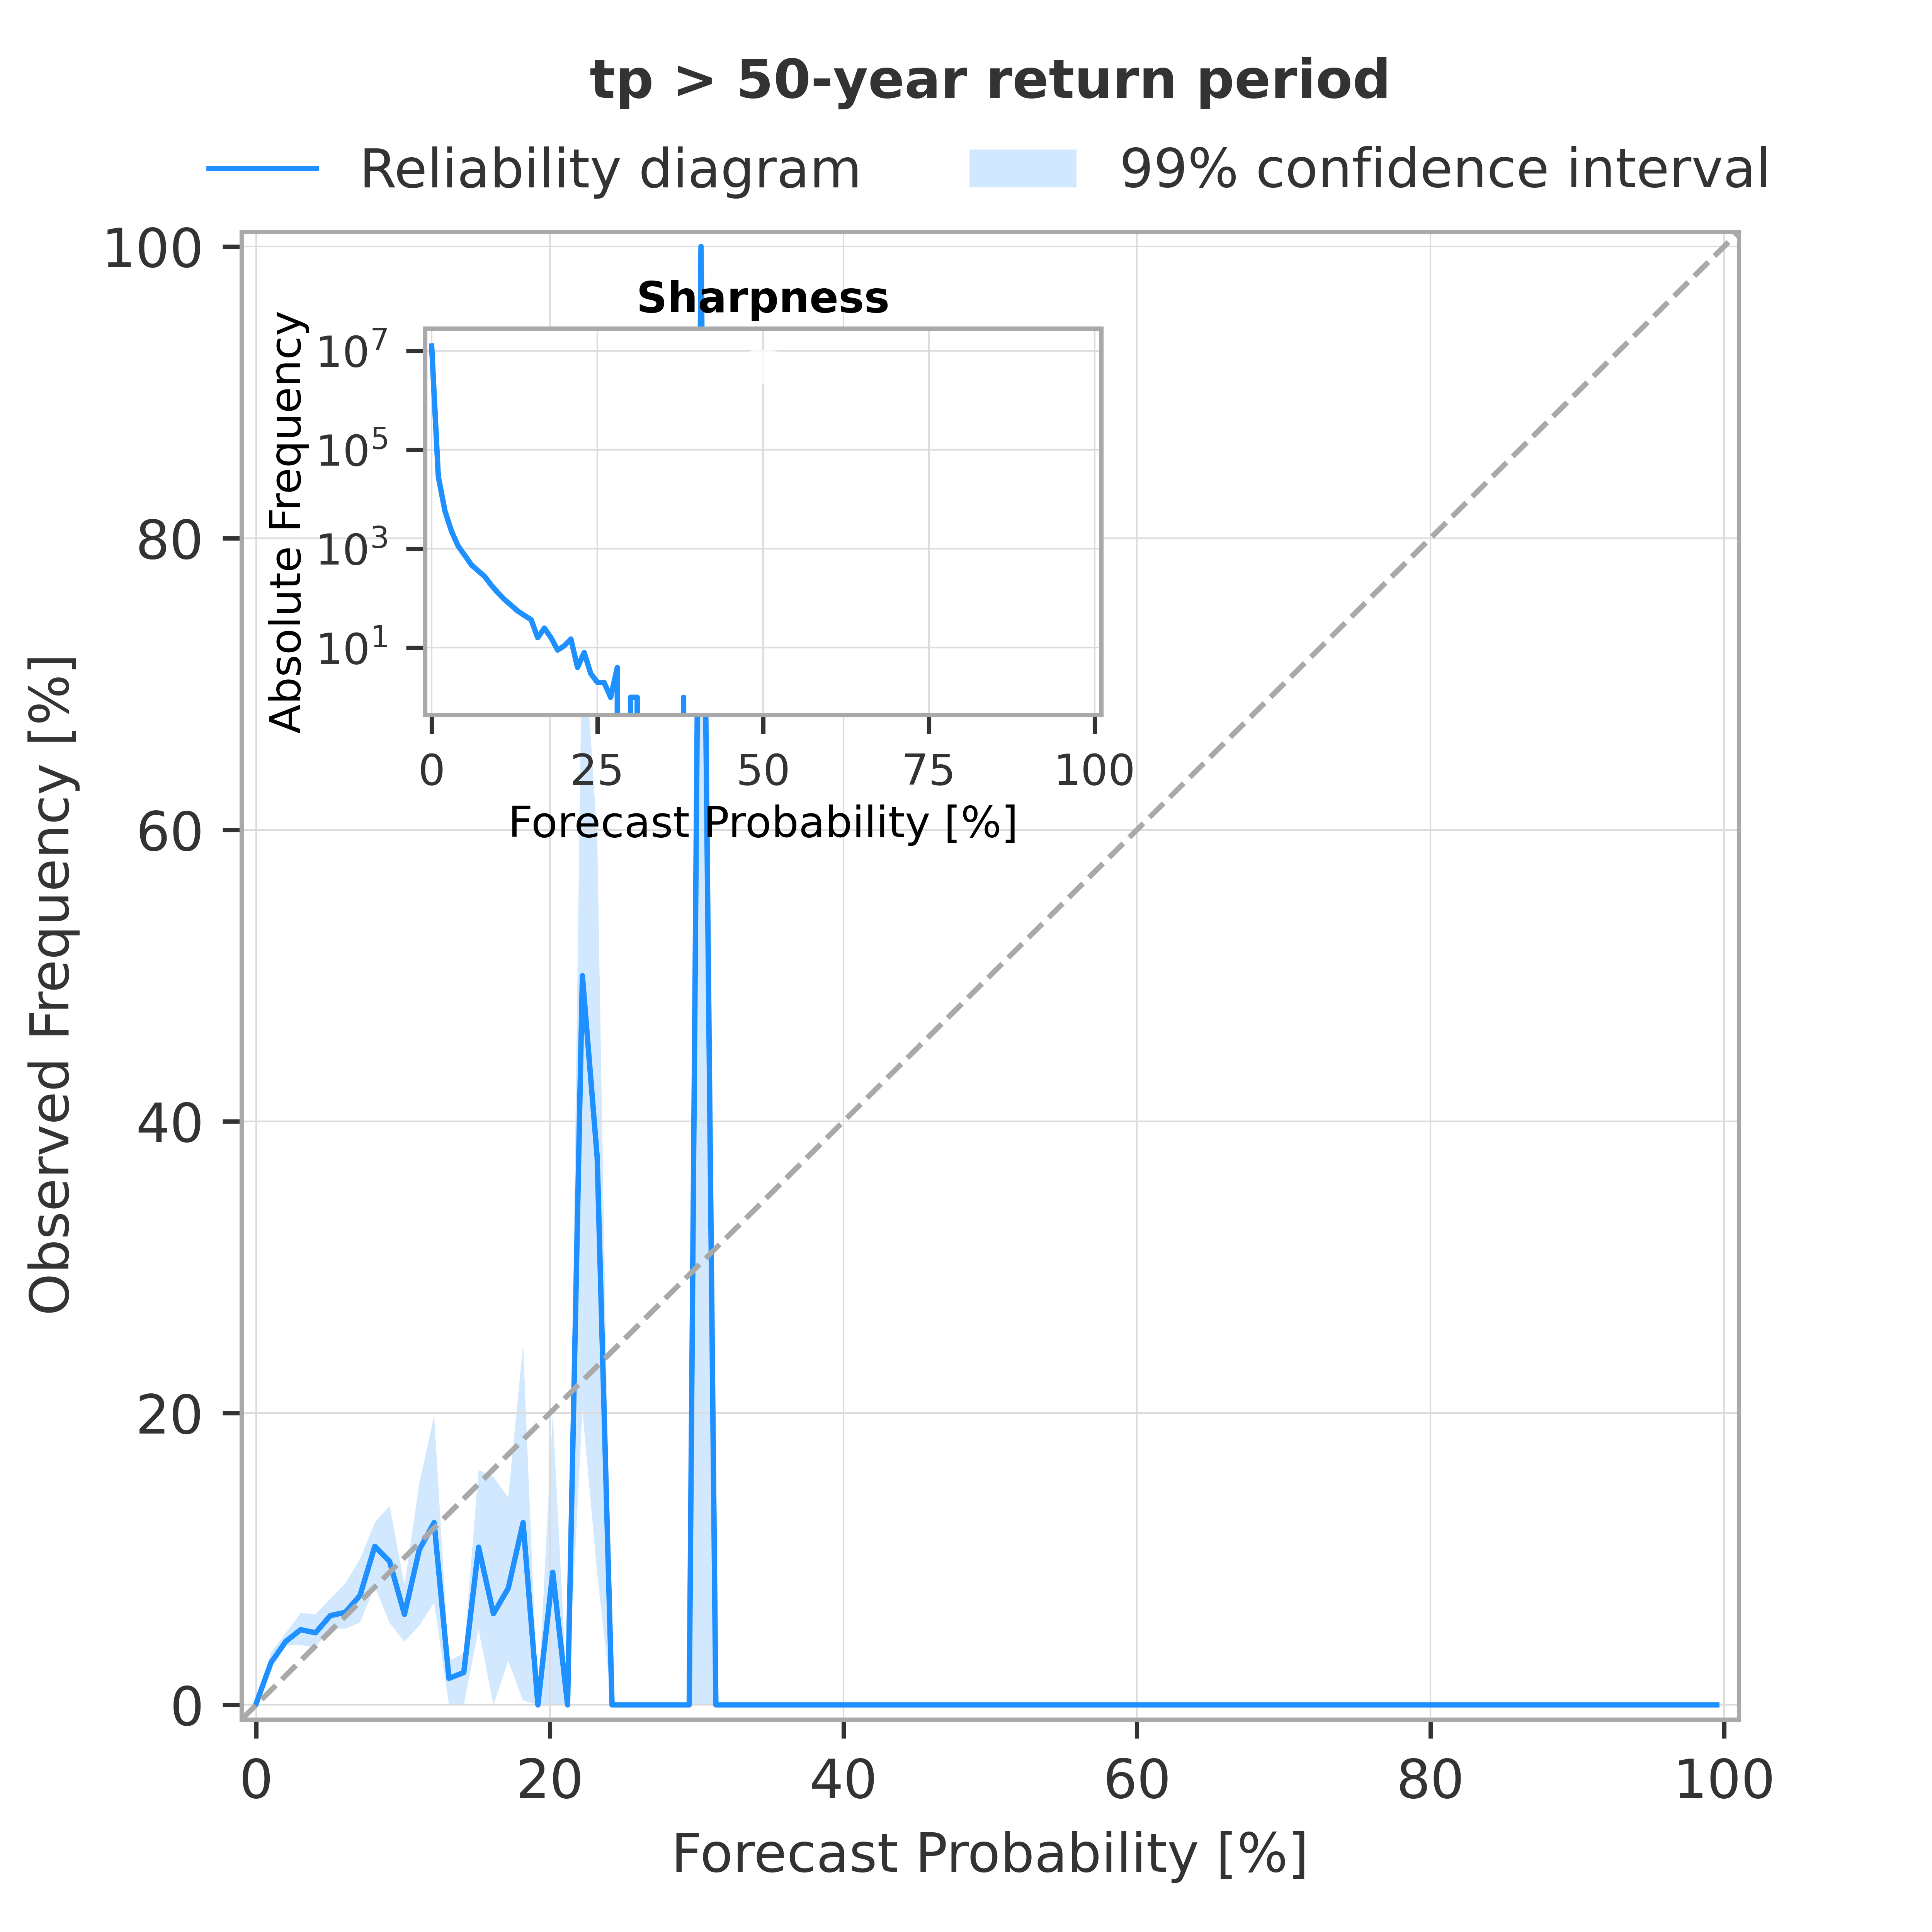 tp > 50-year return period
Reliability diagram
99% confidence interval
Sharpness
Absolute Frequency
10⁷
10⁵
10³
10¹
0 25 50 75 100
Forecast Probability [%]
Observed Frequency [%]
100
80
60
40
20
0
0 20 40 60 80 100
Forecast Probability [%]